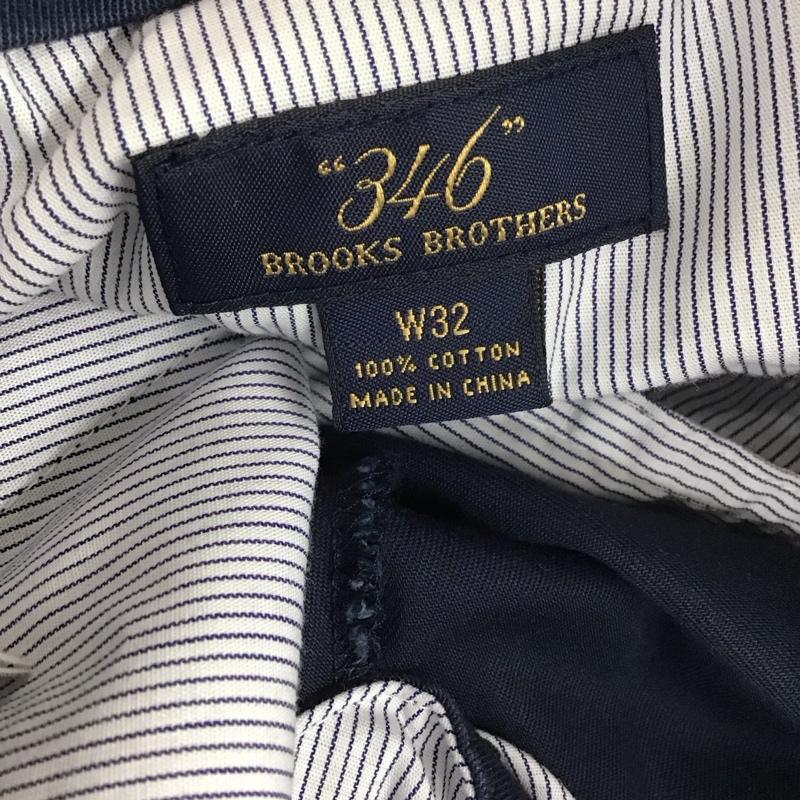 “346”
BROOKS BROTHERS
W32
100% COTTON
MADE IN CHINA